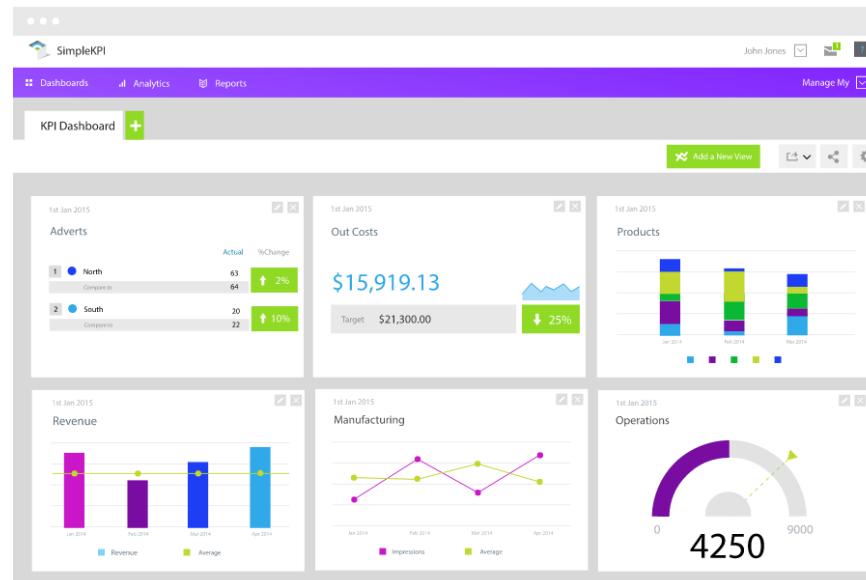 SimpleKPI
John Jones
1
?
Dashboards
Analytics
Reports
Manage My
KPI Dashboard
+
Add a New View
1st Jan 2015
Adverts
Actual %Change
1 North 63
Compare to 64
2%
2 South 20
Compare to 22
10%
1st Jan 2015
Out Costs
$15,919.13
Target $21,300.00
25%
1st Jan 2015
Products
Jan 2014 Feb 2014 Mar 2014
1st Jan 2015
Revenue
Jan 2014 Feb 2014 Mar 2014 Apr 2014
Revenue Average
1st Jan 2015
Manufacturing
Jan 2014 Feb 2014 Mar 2014 Apr 2014
Impressions Average
1st Jan 2015
Operations
0 9000
4250